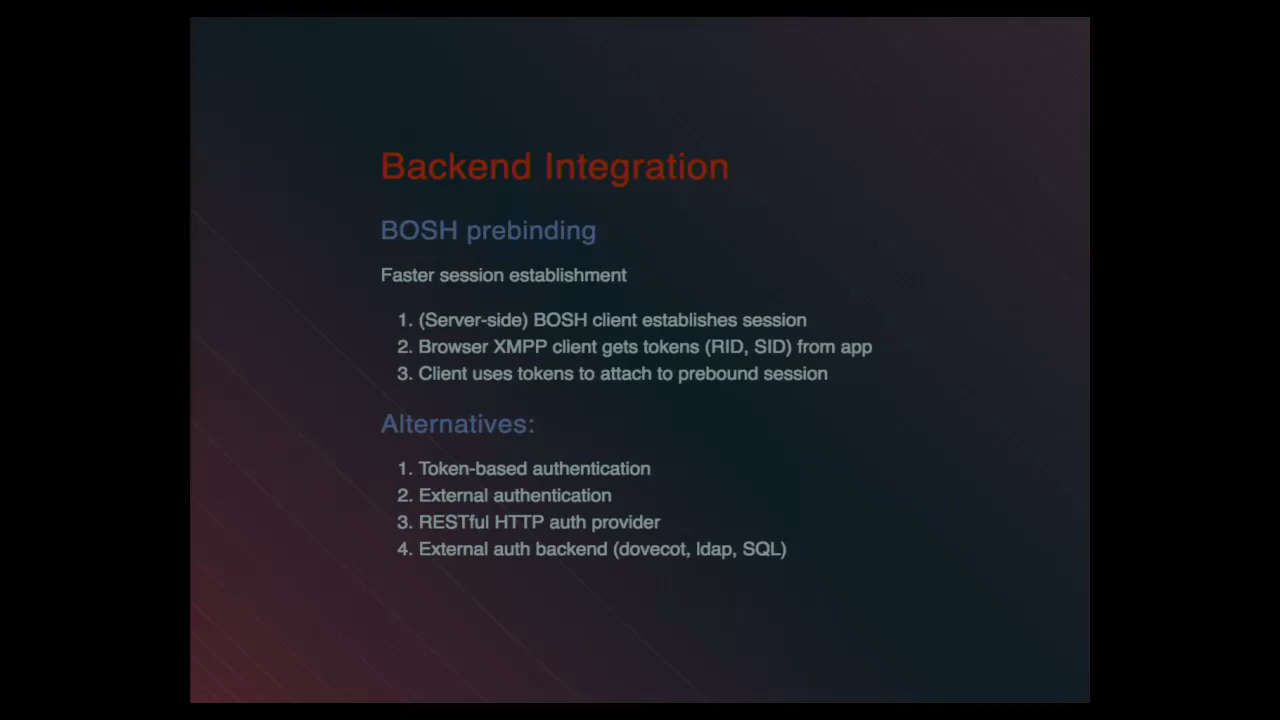 Backend Integration
BOSH prebinding
Faster session establishment
1. (Server-side) BOSH client establishes session
2. Browser XMPP client gets tokens (RID, SID) from app
3. Client uses tokens to attach to prebound session
Alternatives:
1. Token-based authentication
2. External authentication
3. RESTful HTTP auth provider
4. External auth backend (dovecot, ldap, SQL)